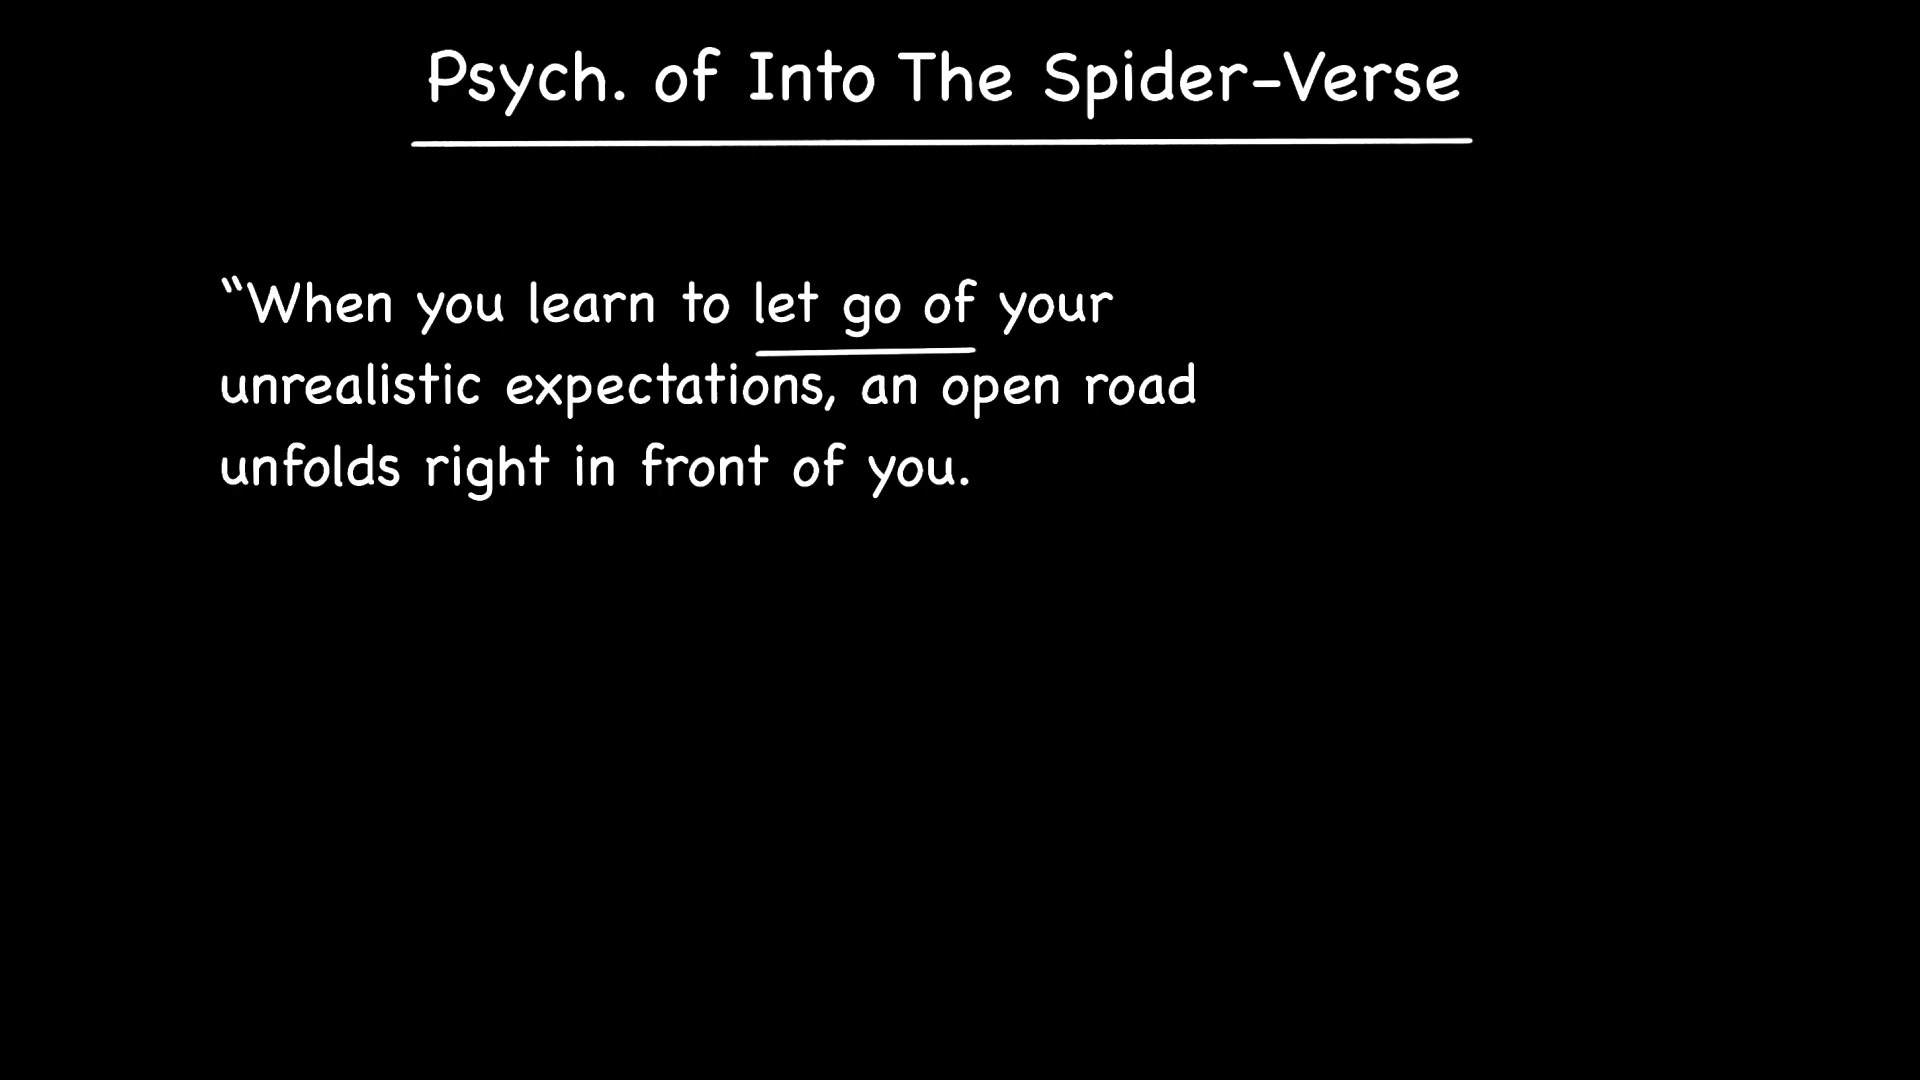 Psych. of Into The Spider-Verse
“When you learn to let go of your
unrealistic expectations, an open road
unfolds right in front of you.